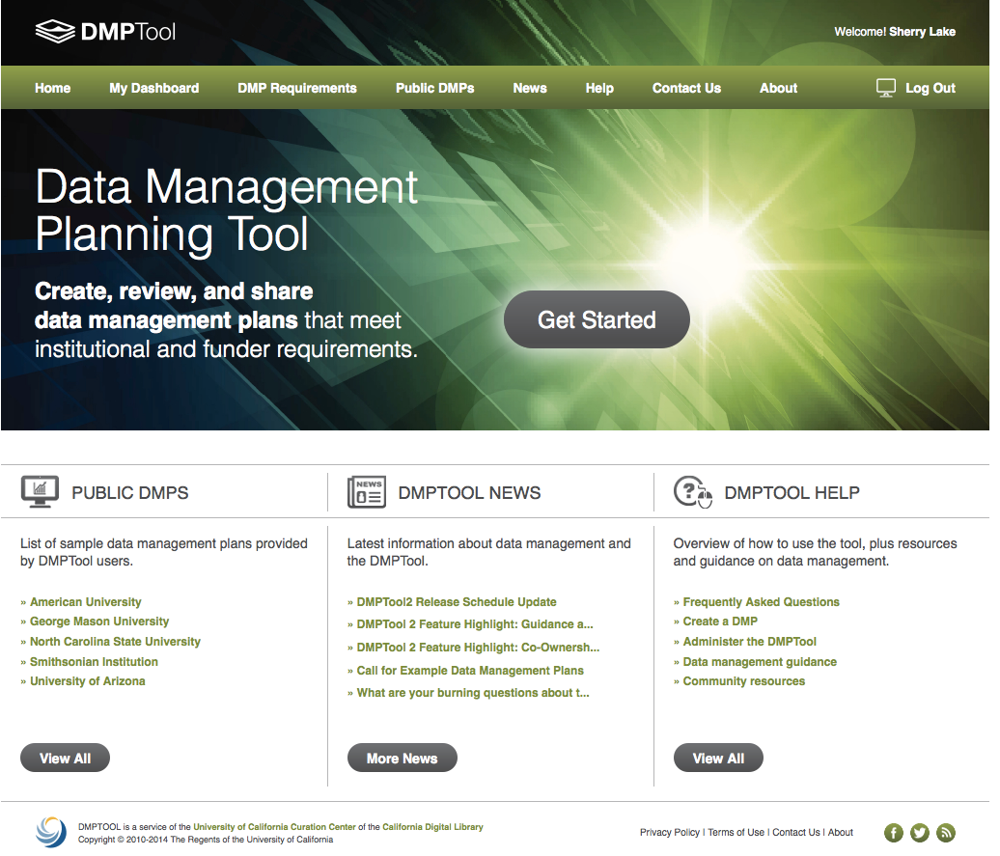 DMPTool
Welcome! Sherry Lake
Home My Dashboard DMP Requirements Public DMPs News Help Contact Us About Log Out
Data Management
Planning Tool
Create, review, and share
data management plans that meet
institutional and funder requirements.
Get Started
PUBLIC DMPS
List of sample data management plans provided
by DMPTool users.
» American University
» George Mason University
» North Carolina State University
» Smithsonian Institution
» University of Arizona
View All
NEWS
DMPTOOL NEWS
Latest information about data management and
the DMPTool.
» DMPTool2 Release Schedule Update
» DMPTool 2 Feature Highlight: Guidance a...
» DMPTool 2 Feature Highlight: Co-Ownersh...
» Call for Example Data Management Plans
» What are your burning questions about t...
More News
?
DMPTOOL HELP
Overview of how to use the tool, plus resources
and guidance on data management.
» Frequently Asked Questions
» Create a DMP
» Administer the DMPTool
» Data management guidance
» Community resources
View All
DMPTOOL is a service of the University of California Curation Center of the California Digital Library
Copyright © 2010-2014 The Regents of the University of California
Privacy Policy | Terms of Use | Contact Us | About
f